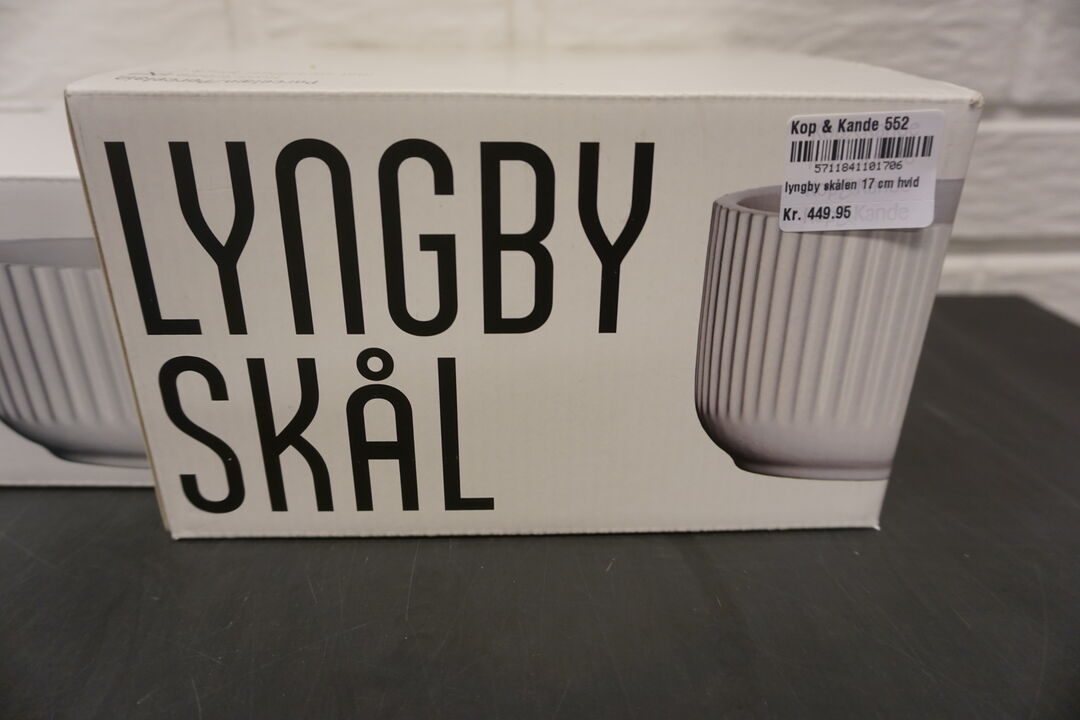 LYNGBY
SKÅL
Kop & Kande 552
5711841101706
lyngby skålen 17 cm hvid
Kr. 449.95